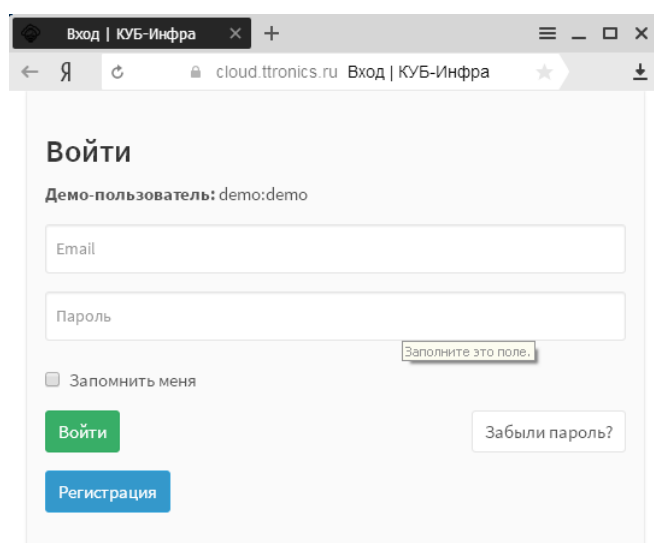 Вход | КУБ-Инфра
Я cloud.ttronics.ru Вход | КУБ-Инфра
Войти
Демо-пользователь: demo:demo
Email
Пароль
Заполните это поле.
Запомнить меня
Войти Забыли пароль?
Регистрация